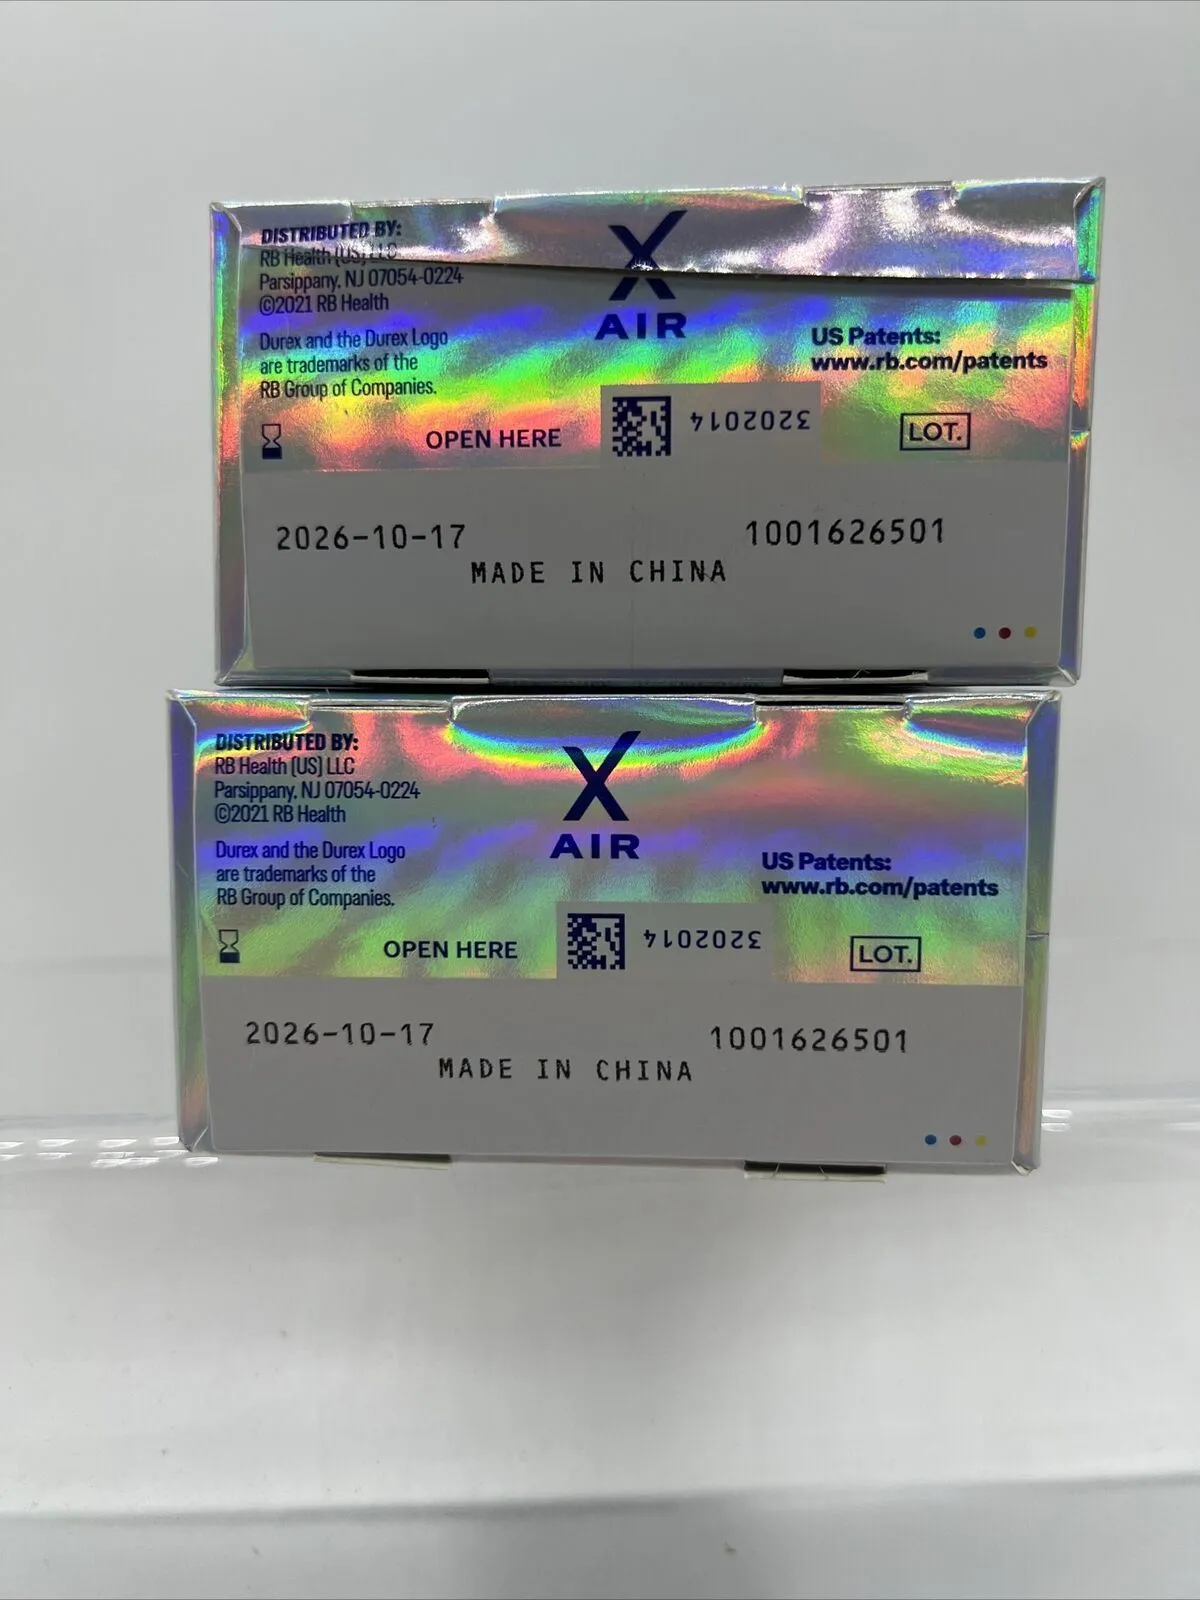 DISTRIBUTED BY:
RB Health (US) LLC
Parsippany, NJ 07054-0224
©2021 RB Health
Durex and the Durex Logo
are trademarks of the
RB Group of Companies.
X
AIR
US Patents:
www.rb.com/patents
OPEN HERE
3202014
LOT.
2026-10-17
1001626501
MADE IN CHINA
DISTRIBUTED BY:
RB Health (US) LLC
Parsippany, NJ 07054-0224
©2021 RB Health
Durex and the Durex Logo
are trademarks of the
RB Group of Companies.
X
AIR
US Patents:
www.rb.com/patents
OPEN HERE
3202014
LOT.
2026-10-17
1001626501
MADE IN CHINA